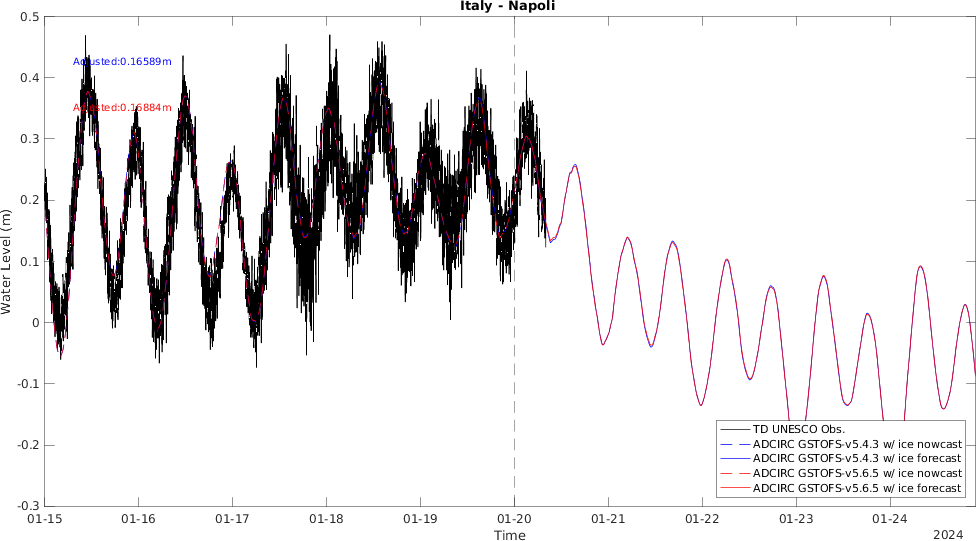 Italy - Napoli
0.5
0.4
0.3
0.2
0.1
0
-0.1
-0.2
-0.3
Water Level (m)
Adjusted:0.16589m
Adjusted:0.16884m
TD UNESCO Obs.
ADCIRC GSTOFS-v5.4.3 w/ ice nowcast
ADCIRC GSTOFS-v5.4.3 w/ ice forecast
ADCIRC GSTOFS-v5.6.5 w/ ice nowcast
ADCIRC GSTOFS-v5.6.5 w/ ice forecast
01-15 01-16 01-17 01-18 01-19 01-20 01-21 01-22 01-23 01-24
Time
2024